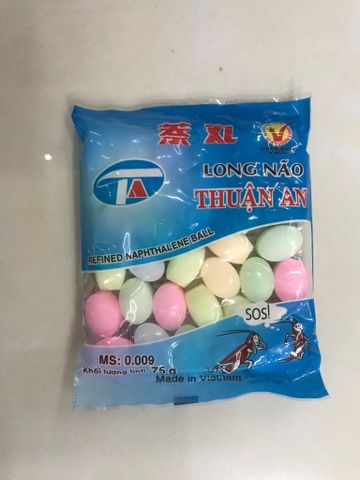 萘丸
TA
LONG NÃO
THUẬN AN
REFINED NAPHTHALENE BALL
SOS!
MS: 0.009
Khối lượng tịnh: 75 g
Made in Vietnam